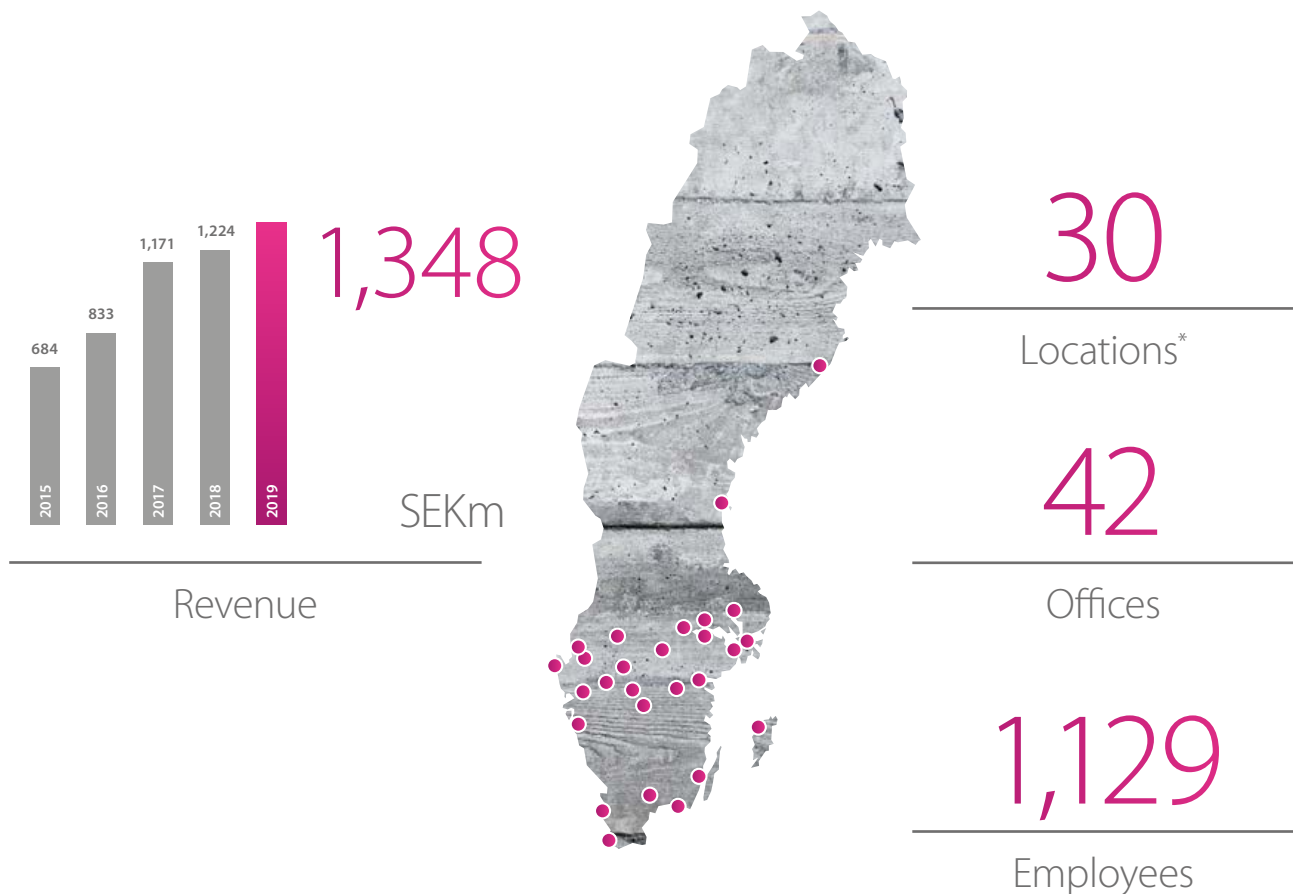 684
833
1,171
1,224
1,348
2015
2016
2017
2018
2019
SEKm
Revenue
30
Locations*
42
Offices
1,129
Employees